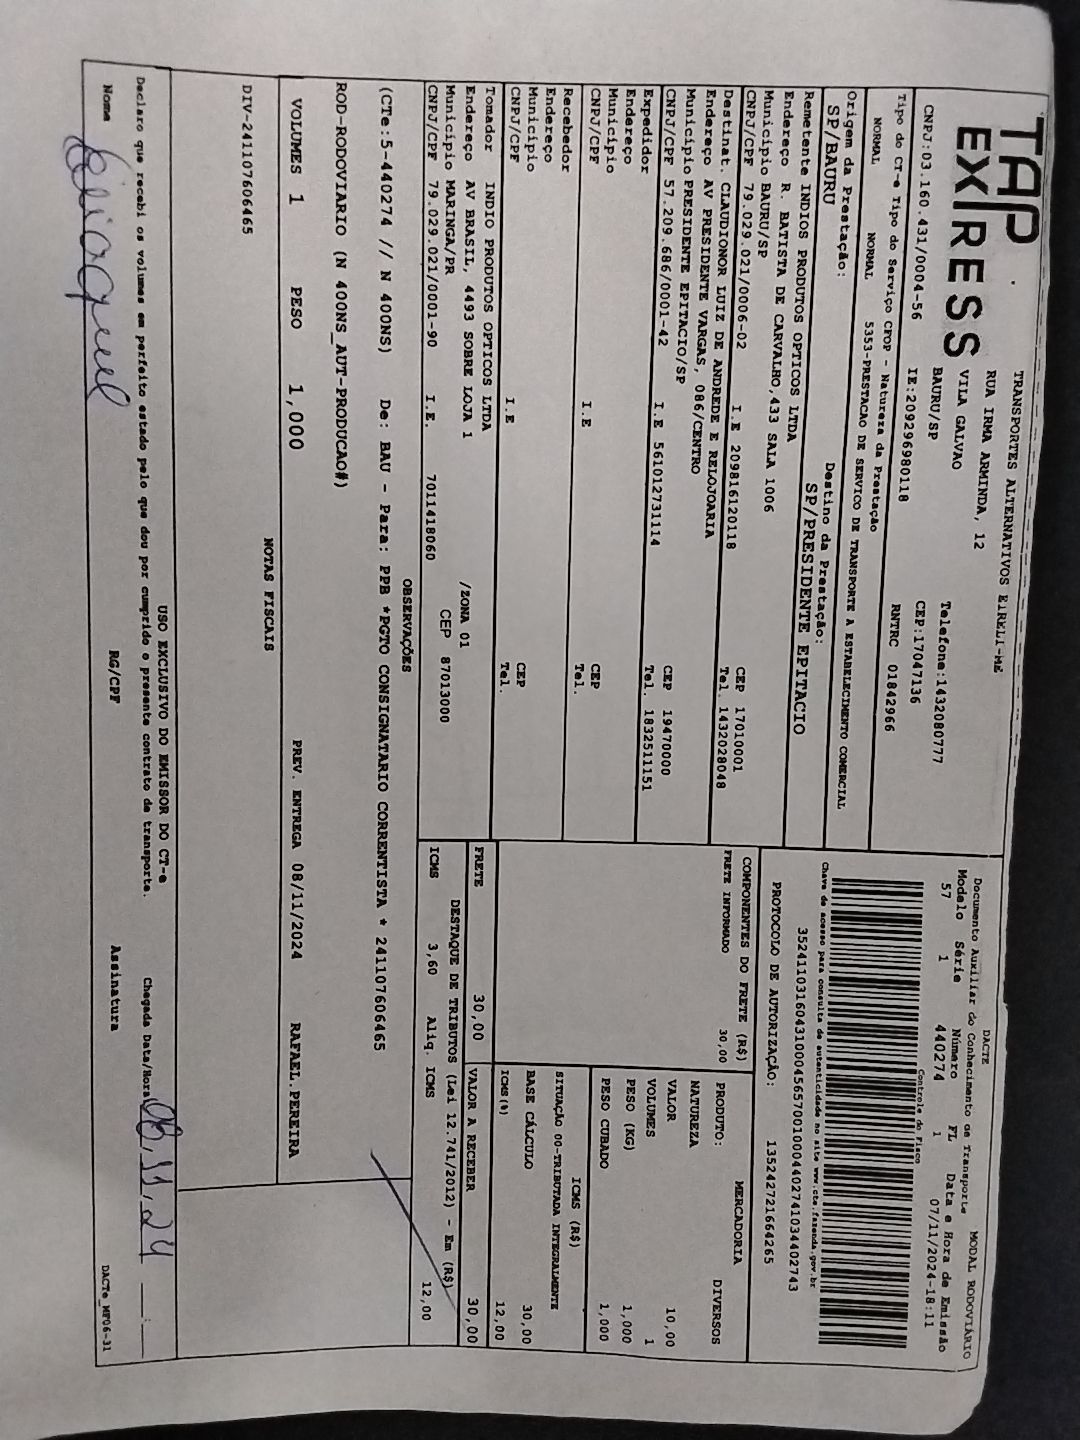 TAP EXPRESS
TRANSPORTES ALTERNATIVOS EIRELI-ME
RUA IRMA ARMINDA, 12
VILA GALVAO
BAURU/SP
Telefone:1432080777
CEP:17047136
CNPJ:03.160.431/0004-56 IE:209296980118 RNTRC 01842966
Tipo do CT-e Tipo do Serviço CFOP - Natureza da Prestação
NORMAL NORMAL 5353-PRESTACAO DE SERVICO DE TRANSPORTE A ESTABELECIMENTO COMERCIAL
Origem da Prestação: Destino da Prestação:
SP/BAURU SP/PRESIDENTE EPITACIO
DACTE MODAL RODOVIÁRIO
Documento Auxiliar do Conhecimento de Transporte
Modelo Série Número FL Data e Hora de Emissão
57 1 440274 1 07/11/2024-18:11
Controle do Fisco
Chave de acesso para consulta de autenticidade no site www.cte.fazenda.gov.br
35241103160431000456570010004402741034402743
PROTOCOLO DE AUTORIZAÇÃO: 135242721664265
Remetente INDIOS PRODUTOS OPTICOS LTDA
Endereço R. BATISTA DE CARVALHO,433 SALA 1006
Município BAURU/SP CEP 17010001
CNPJ/CPF 79.029.021/0006-02 I.E 209816120118 Tel. 1432028048
Destinat. CLAUDIONOR LUIZ DE ANDREDE E RELOJOARIA
Endereço AV PRESIDENTE VARGAS, 086/CENTRO
Município PRESIDENTE EPITACIO/SP CEP 19470000
CNPJ/CPF 57.209.686/0001-42 I.E 561012731114 Tel. 1832511151
Expedidor
Endereço
Município CEP
CNPJ/CPF I.E Tel.
Recebedor
Endereço
Município CEP
CNPJ/CPF I.E Tel.
Tomador INDIO PRODUTOS OPTICOS LTDA
Endereço AV BRASIL, 4493 SOBRE LOJA 1 /ZONA 01
Município MARINGA/PR CEP 87013000
CNPJ/CPF 79.029.021/0001-90 I.E. 7011418060
COMPONENTES DO FRETE (R$)
FRETE INFORMADO 30,00
PRODUTO: MERCADORIA
NATUREZA DIVERSOS
VALOR 10,00
VOLUMES 1
PESO (KG) 1,000
PESO CUBADO 1,000
ICMS (R$)
SITUAÇÃO 00-TRIBUTADA INTEGRALMENTE
BASE CÁLCULO 30,00
ICMS(%) 12,00
FRETE 30,00 VALOR A RECEBER 30,00
DESTAQUE DE TRIBUTOS (Lei 12.741/2012) - Em (R$)
ICMS 3,60 Aliq. ICMS 12,00
OBSERVAÇÕES
(CTe:5-440274 // N 400NS) De: BAU - Para: PPB *PGTO CONSIGNATARIO CORRENTISTA * 241107606465
ROD-RODOVIARIO (N 400NS_AUT-PRODUCAO#)
VOLUMES 1 PESO 1,000 PREV. ENTREGA 08/11/2024 RAFAEL.PEREIRA
NOTAS FISCAIS
DIV-241107606465
USO EXCLUSIVO DO EMISSOR DO CT-e
Declaro que recebi os volumes em perfeito estado pelo que dou por cumprido o presente contrato de transporte. Chegada Data/Hora 08.11.24 __:__
Nome RG/CPF Assinatura DACTe_MP06-31